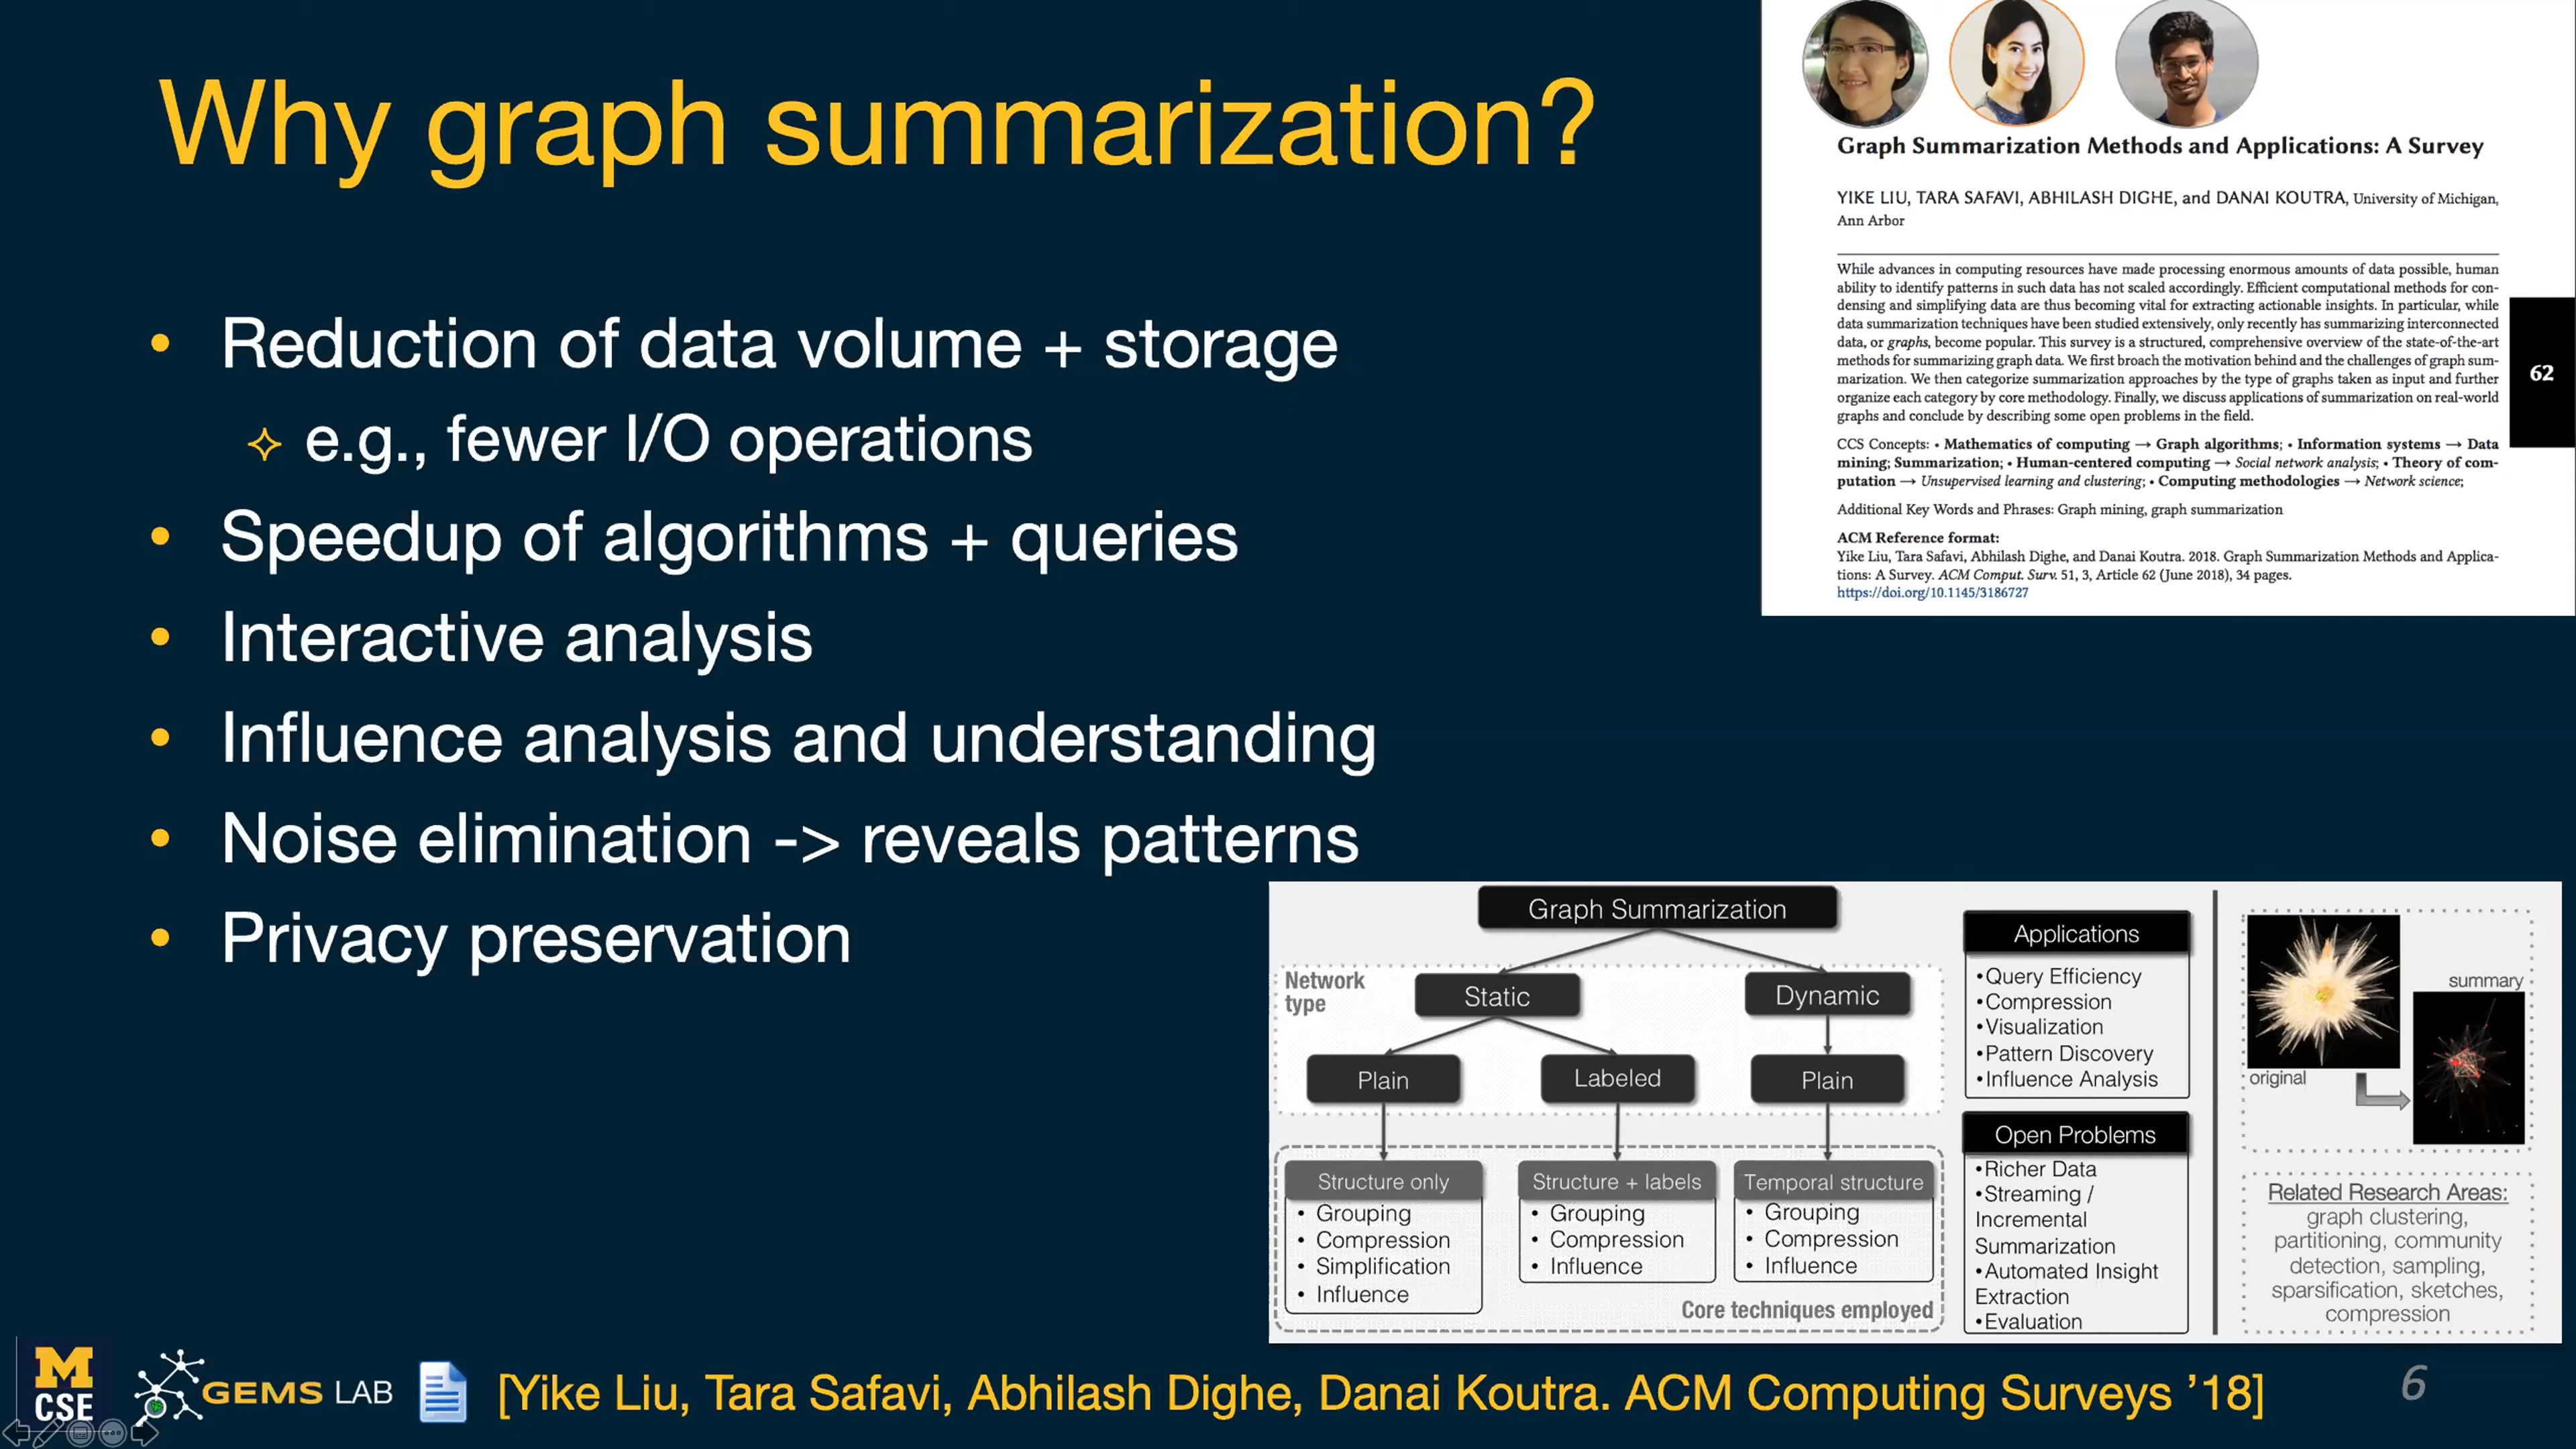 Why graph summarization?
• Reduction of data volume + storage
✧ e.g., fewer I/O operations
• Speedup of algorithms + queries
• Interactive analysis
• Influence analysis and understanding
• Noise elimination -> reveals patterns
• Privacy preservation
Graph Summarization Methods and Applications: A Survey
YIKE LIU, TARA SAFAVI, ABHILASH DIGHE, and DANAI KOUTRA, University of Michigan,
Ann Arbor
While advances in computing resources have made processing enormous amounts of data possible, human
ability to identify patterns in such data has not scaled accordingly. Efficient computational methods for con-
densing and simplifying data are thus becoming vital for extracting actionable insights. In particular, while
data summarization techniques have been studied extensively, only recently has summarizing interconnected
data, or graphs, become popular. This survey is a structured, comprehensive overview of the state-of-the-art
methods for summarizing graph data. We first broach the motivation behind and the challenges of graph sum-
marization. We then categorize summarization approaches by the type of graphs taken as input and further
organize each category by core methodology. Finally, we discuss applications of summarization on real-world
graphs and conclude by describing some open problems in the field.
CCS Concepts: • Mathematics of computing → Graph algorithms; • Information systems → Data
mining; Summarization; • Human-centered computing → Social network analysis; • Theory of com-
putation → Unsupervised learning and clustering; • Computing methodologies → Network science;
Additional Key Words and Phrases: Graph mining, graph summarization
ACM Reference format:
Yike Liu, Tara Safavi, Abhilash Dighe, and Danai Koutra. 2018. Graph Summarization Methods and Applica-
tions: A Survey. ACM Comput. Surv. 51, 3, Article 62 (June 2018), 34 pages.
https://doi.org/10.1145/3186727
62
Graph Summarization
Network
type
Static
Dynamic
Plain
Labeled
Plain
Structure only
• Grouping
• Compression
• Simplification
• Influence
Structure + labels
• Grouping
• Compression
• Influence
Temporal structure
• Grouping
• Compression
• Influence
Core techniques employed
Applications
•Query Efficiency
•Compression
•Visualization
•Pattern Discovery
•Influence Analysis
Open Problems
•Richer Data
•Streaming /
Incremental
Summarization
•Automated Insight
Extraction
•Evaluation
original
summary
Related Research Areas:
graph clustering,
partitioning, community
detection, sampling,
sparsification, sketches,
compression
M
CSE
GEMS LAB
[Yike Liu, Tara Safavi, Abhilash Dighe, Danai Koutra. ACM Computing Surveys ’18]
6